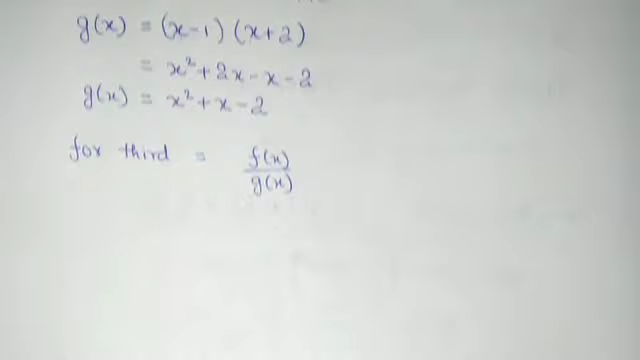 g(x) = (x-1) (x+2)
= x² + 2x - x - 2
g(x) = x² + x - 2
for third = f(x)
g(x)